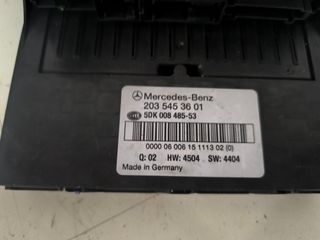 Mercedes-Benz
203 545 36 01
5DK 008 485-53
0000 06 006 15 1113 02 (0)
Q: 02 HW: 4504 SW: 4404
Made in Germany